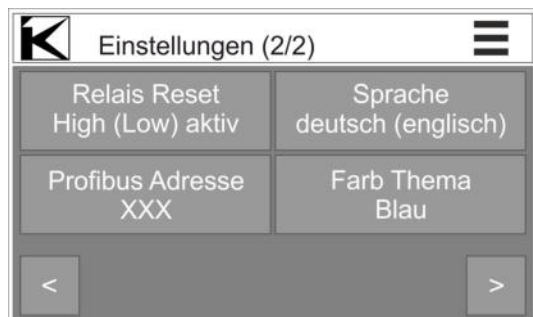 Einstellungen (2/2)
Relais Reset
High (Low) aktiv
Sprache
deutsch (englisch)
Profibus Adresse
XXX
Farb Thema
Blau
<
>